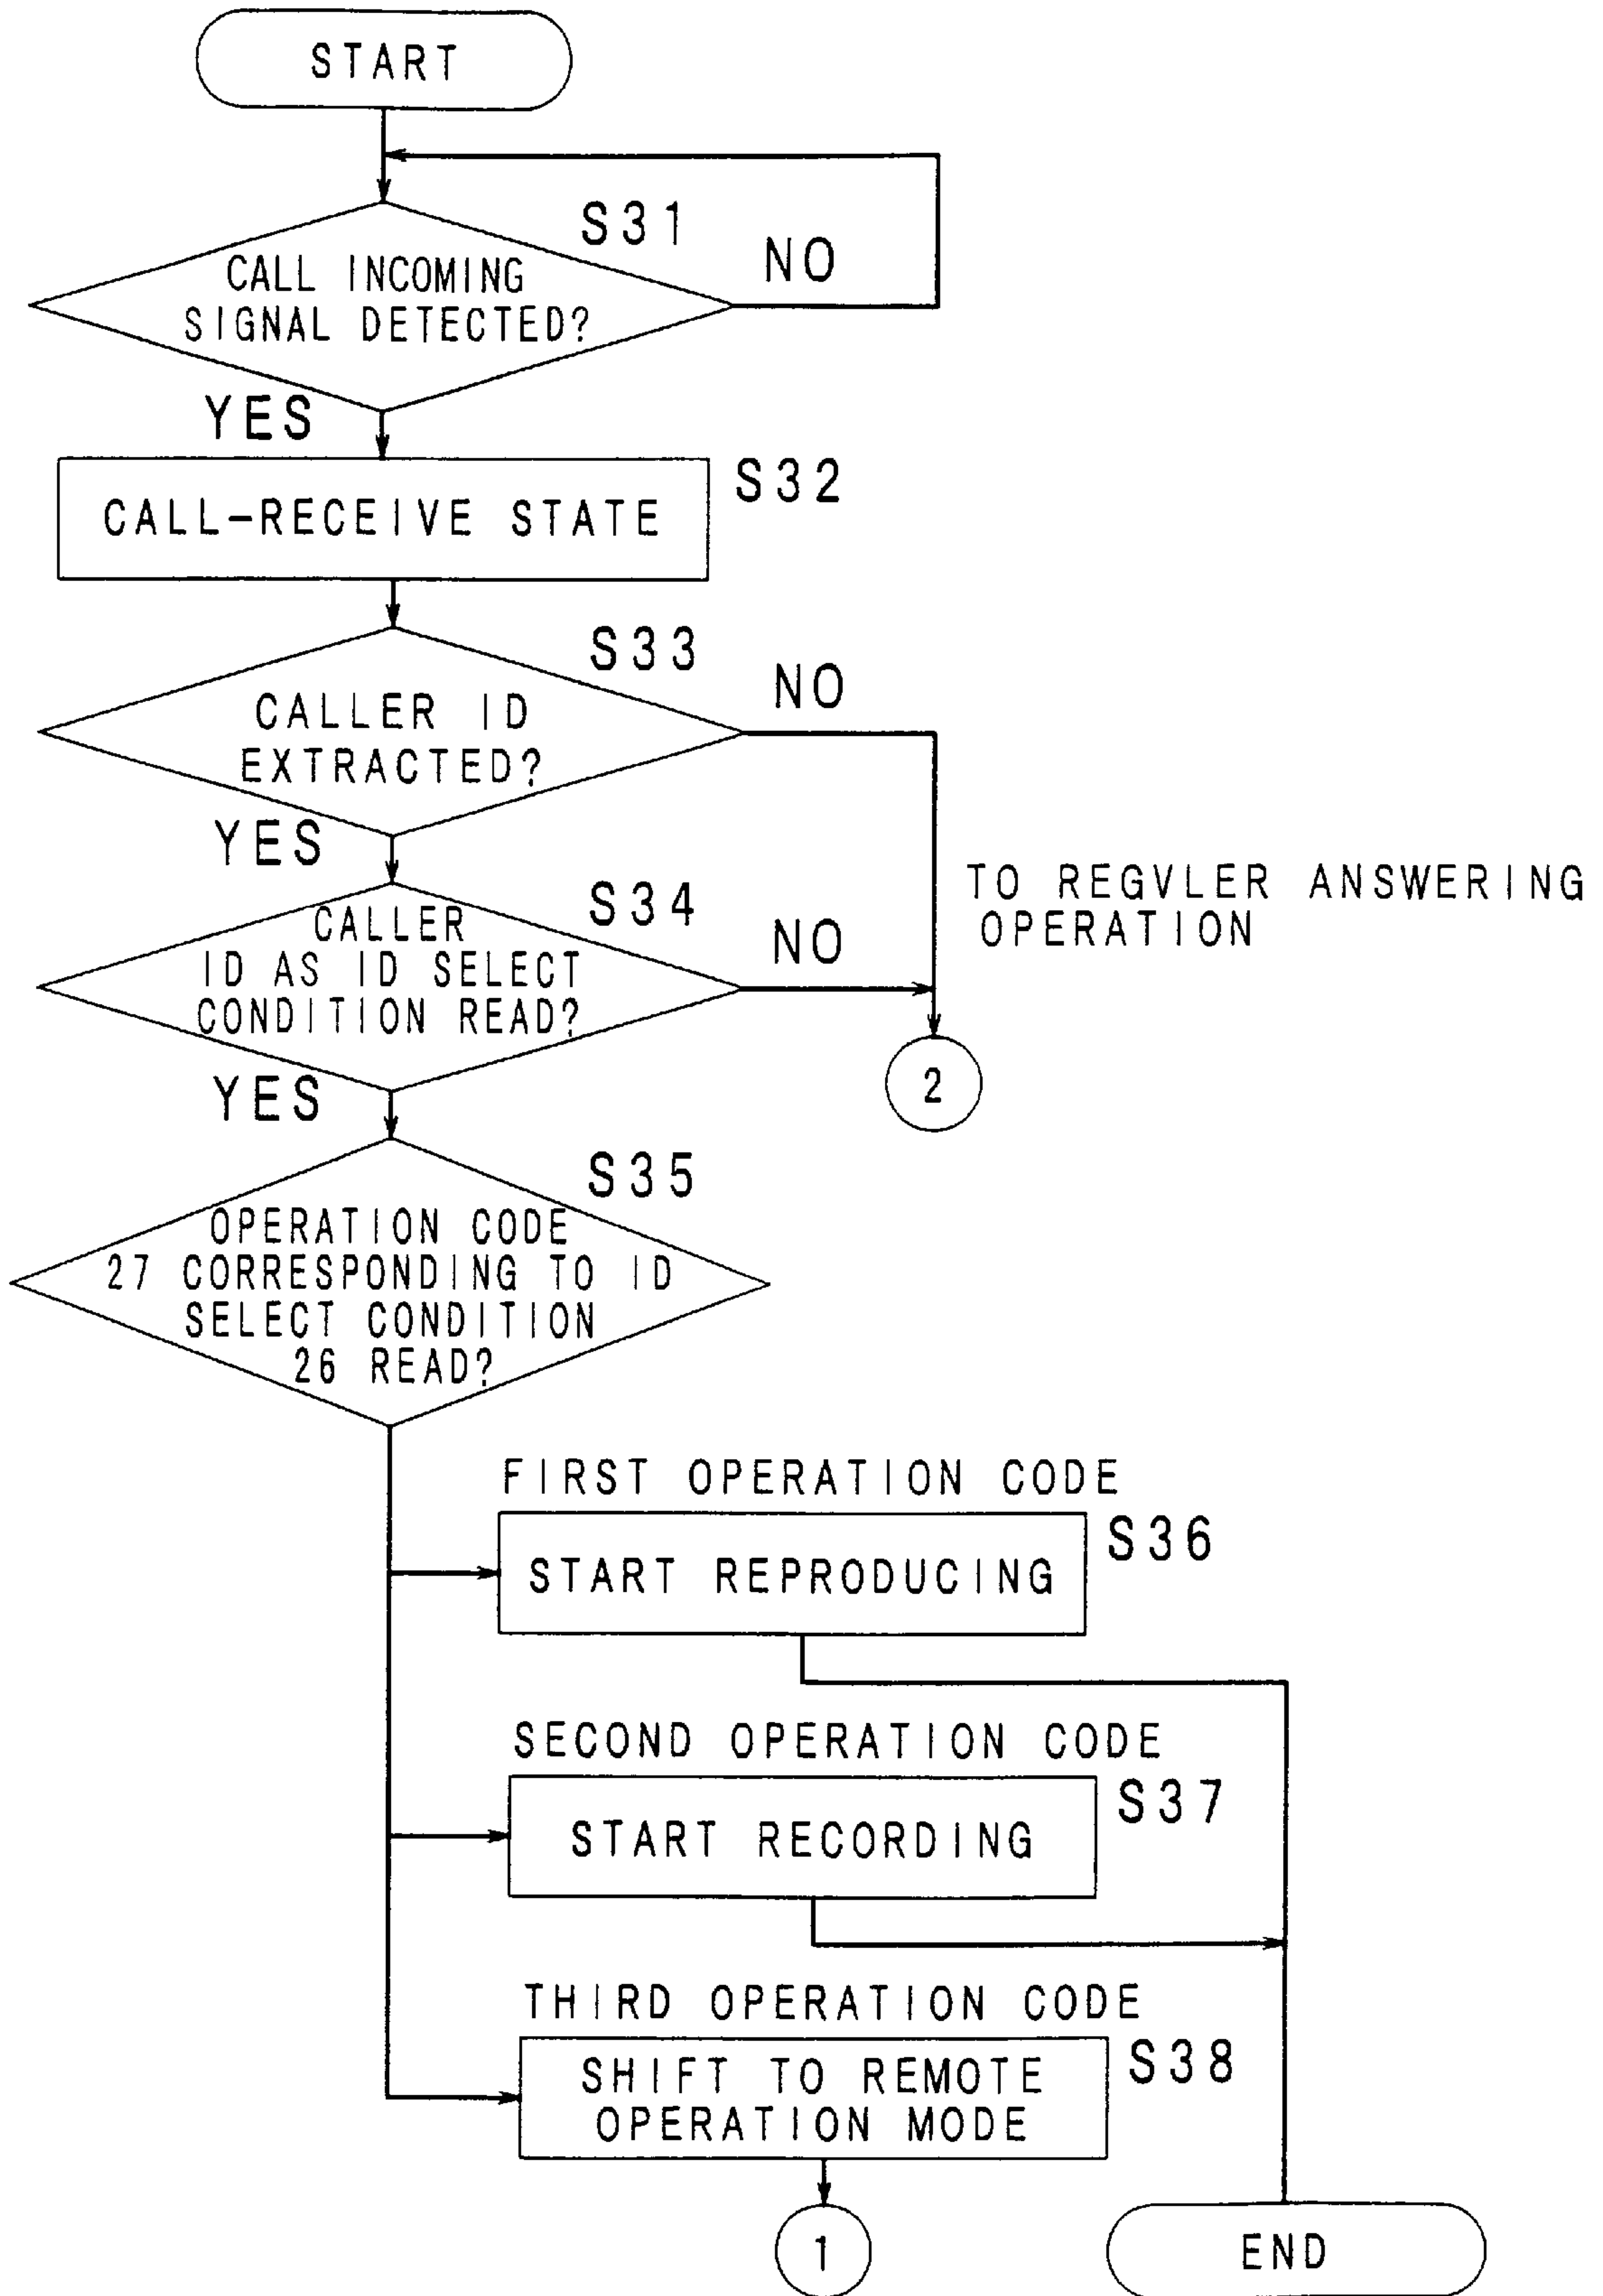 START
S31
NO
CALL INCOMING
SIGNAL DETECTED?
YES
S32
CALL-RECEIVE STATE
S33
NO
CALLER ID
EXTRACTED?
YES
TO REGVLER ANSWERING
OPERATION
S34
NO
CALLER
ID AS ID SELECT
CONDITION READ?
2
YES
S35
OPERATION CODE
27 CORRESPONDING TO ID
SELECT CONDITION
26 READ?
FIRST OPERATION CODE
S36
START REPRODUCING
SECOND OPERATION CODE
S37
START RECORDING
THIRD OPERATION CODE
S38
SHIFT TO REMOTE
OPERATION MODE
1
END